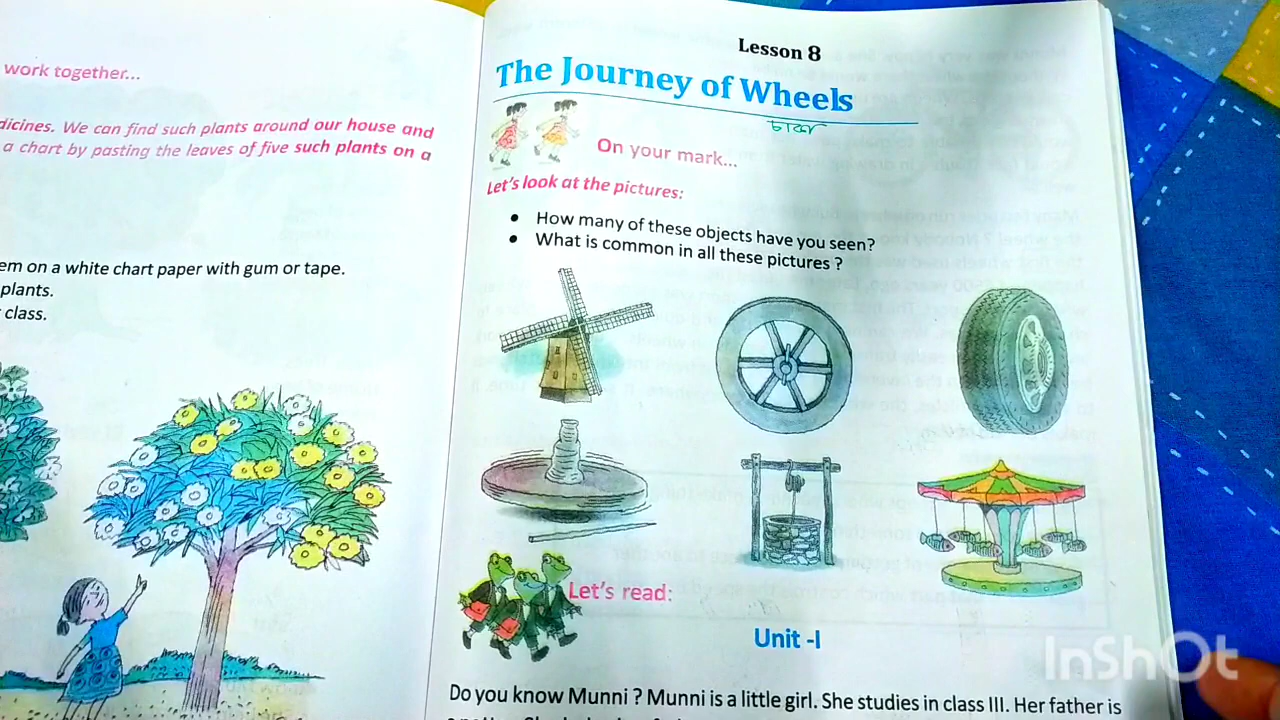 work together...
dicines. We can find such plants around our house and
a chart by pasting the leaves of five such plants on a
em on a white chart paper with gum or tape.
plants.
class.
Lesson 8
The Journey of Wheels
চাকার
On your mark...
Let's look at the pictures:
• How many of these objects have you seen?
• What is common in all these pictures ?
Let's read:
Unit -I
Do you know Munni ? Munni is a little girl. She studies in class III. Her father is
InShOt